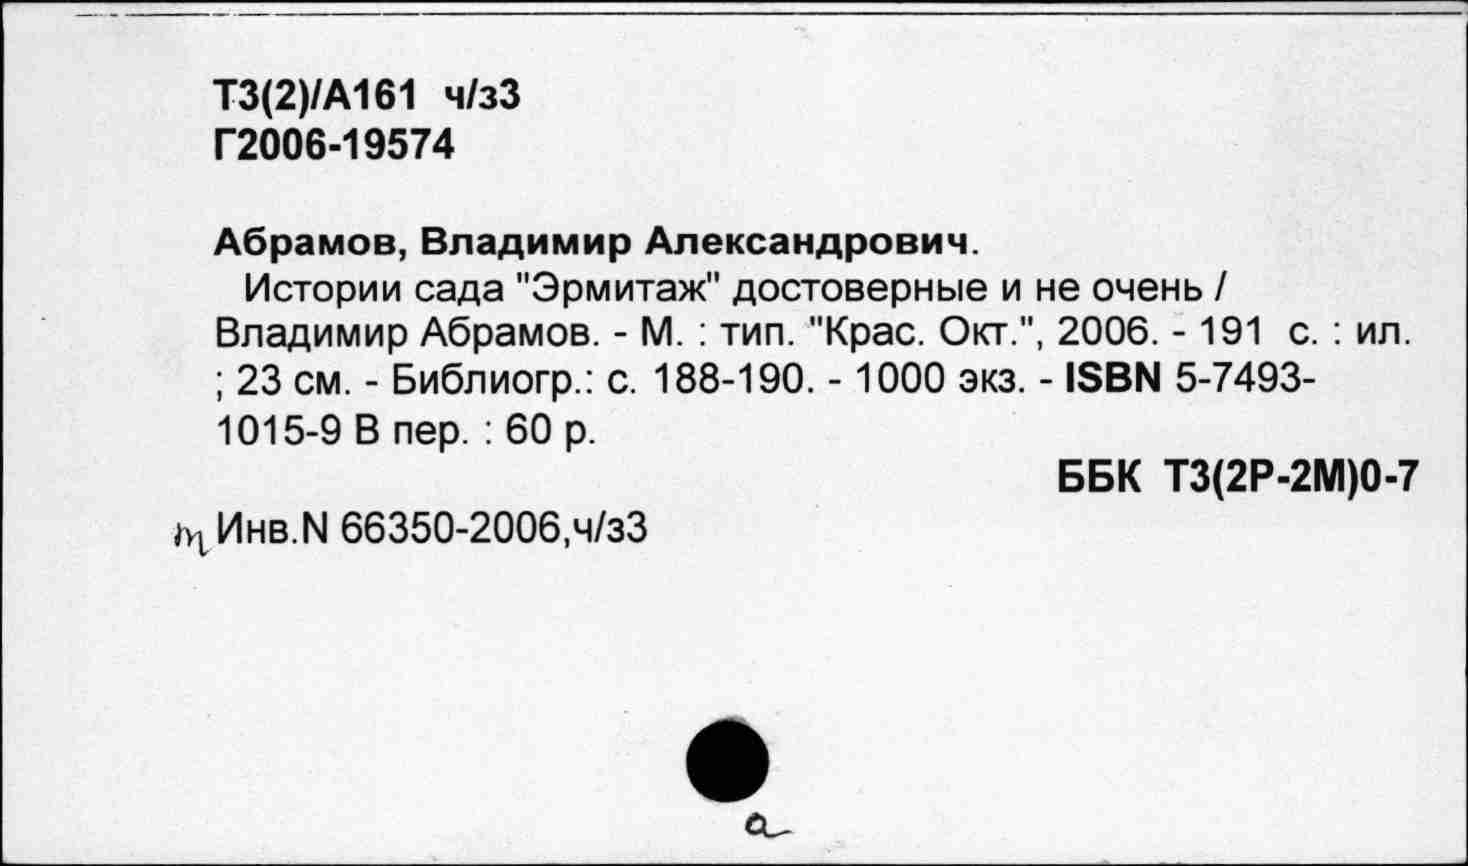 Т3(2)/А161 ч/з3
Г2006-19574
Абрамов, Владимир Александрович.
Истории сада "Эрмитаж" достоверные и не очень /
Владимир Абрамов. - М. : тип. "Крас. Окт.", 2006. - 191 с. : ил.
; 23 см. - Библиогр.: с. 188-190. - 1000 экз. - ISBN 5-7493-
1015-9 В пер. : 60 р.
ББК Т3(2Р-2М)0-7
Инв.N 66350-2006,ч/з3
а